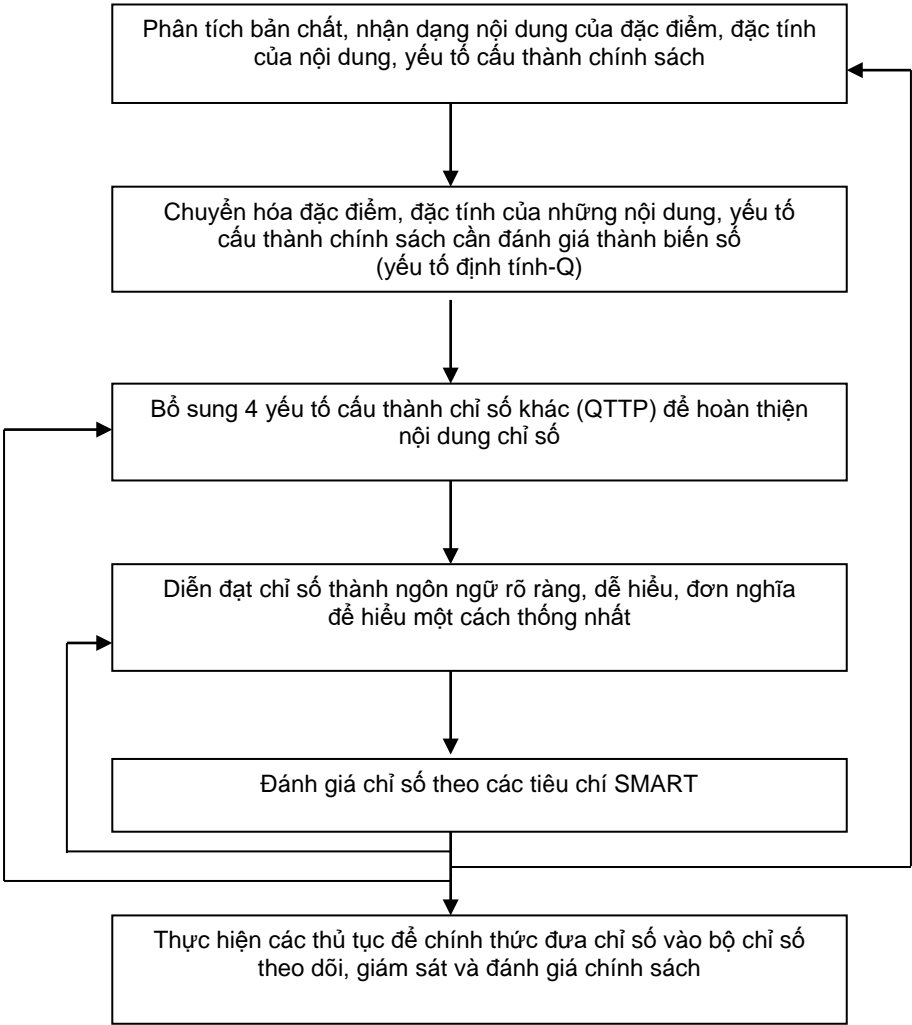 Phân tích bản chất, nhận dạng nội dung của đặc điểm, đặc tính
của nội dung, yếu tố cấu thành chính sách
Chuyển hóa đặc điểm, đặc tính của những nội dung, yếu tố
cấu thành chính sách cần đánh giá thành biến số
(yếu tố định tính-Q)
Bổ sung 4 yếu tố cấu thành chỉ số khác (QTTP) để hoàn thiện
nội dung chỉ số
Diễn đạt chỉ số thành ngôn ngữ rõ ràng, dễ hiểu, đơn nghĩa
để hiểu một cách thống nhất
Đánh giá chỉ số theo các tiêu chí SMART
Thực hiện các thủ tục để chính thức đưa chỉ số vào bộ chỉ số
theo dõi, giám sát và đánh giá chính sách